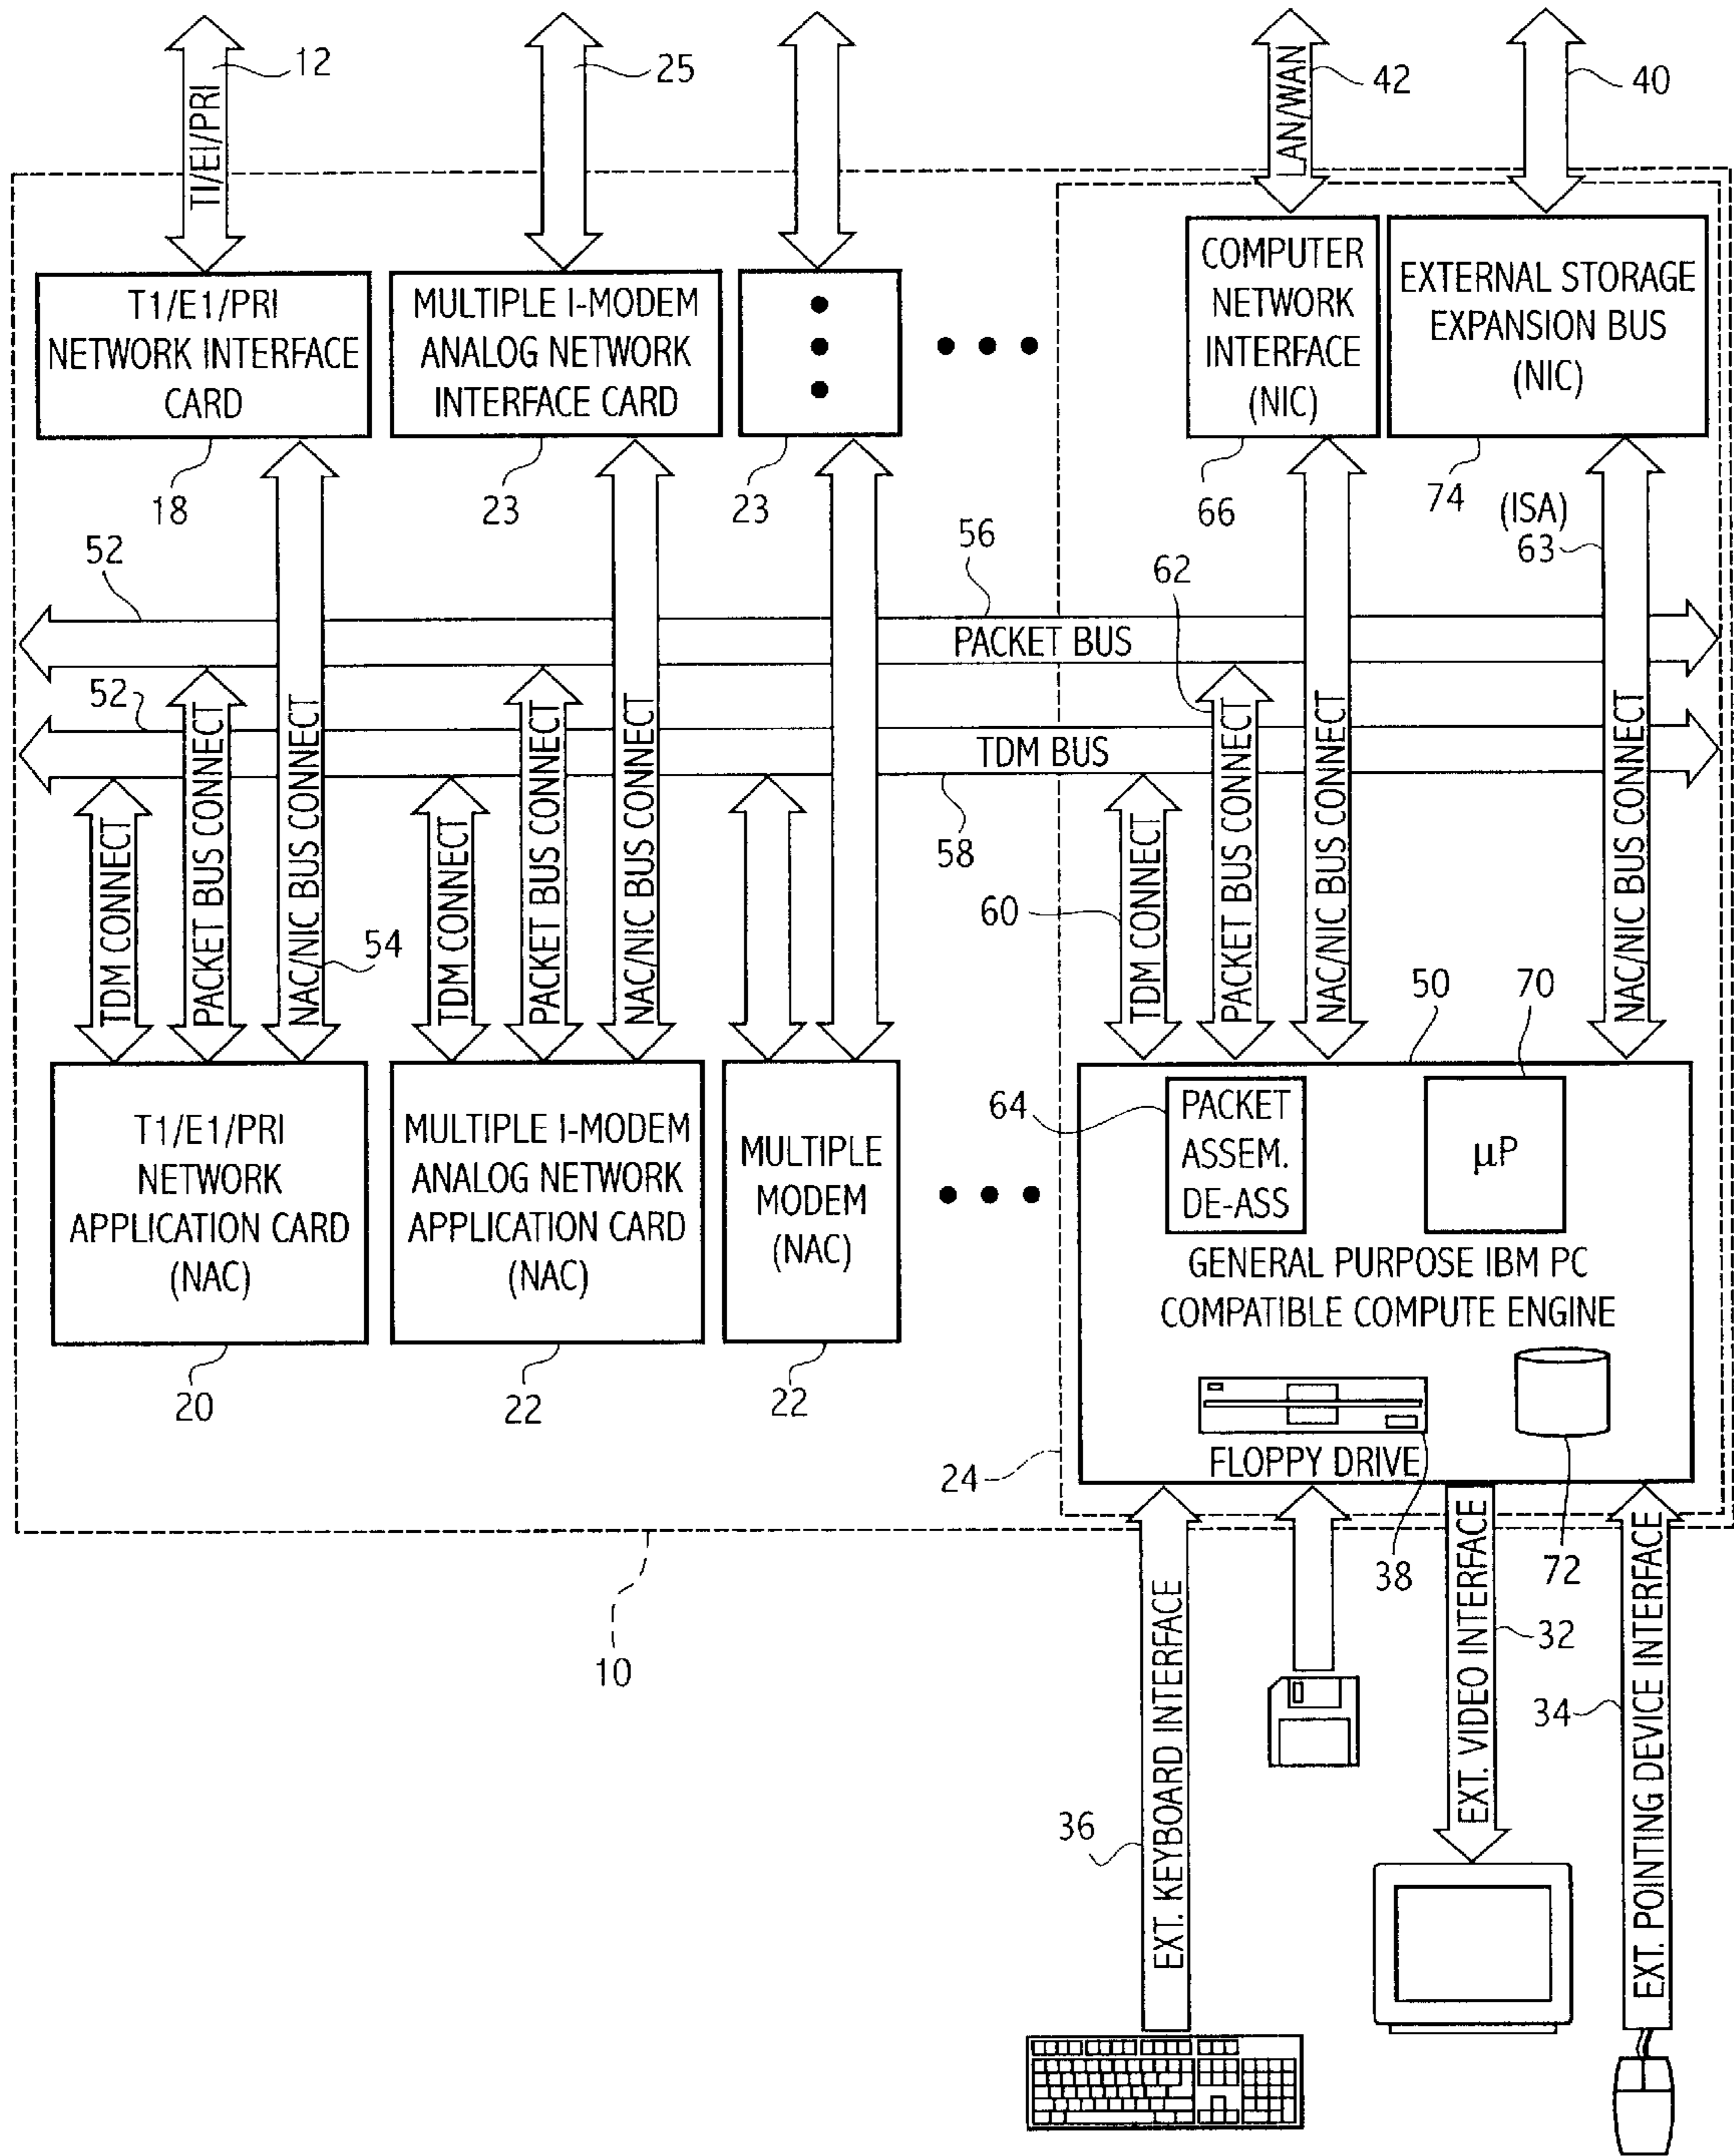 12
25
42
40
T1/E1/PRI
LAN/WAN
T1/E1/PRI
NETWORK INTERFACE
CARD
MULTIPLE I-MODEM
ANALOG NETWORK
INTERFACE CARD
COMPUTER
NETWORK
INTERFACE
(NIC)
EXTERNAL STORAGE
EXPANSION BUS
(NIC)
18
23
23
66
74
(ISA)
63
52
56
62
PACKET BUS
52
TDM BUS
58
TDM CONNECT
PACKET BUS CONNECT
NAC/NIC BUS CONNECT
54
TDM CONNECT
PACKET BUS CONNECT
NAC/NIC BUS CONNECT
60
TDM CONNECT
PACKET BUS CONNECT
NAC/NIC BUS CONNECT
NAC/NIC BUS CONNECT
50
70
T1/E1/PRI
NETWORK
APPLICATION CARD
(NAC)
MULTIPLE I-MODEM
ANALOG NETWORK
APPLICATION CARD
(NAC)
MULTIPLE
MODEM
(NAC)
64
PACKET
ASSEM.
DE-ASS
μP
GENERAL PURPOSE IBM PC
COMPATIBLE COMPUTE ENGINE
20
22
22
24
FLOPPY DRIVE
38
72
10
EXT. KEYBOARD INTERFACE
36
EXT. VIDEO INTERFACE
32
EXT. POINTING DEVICE INTERFACE
34